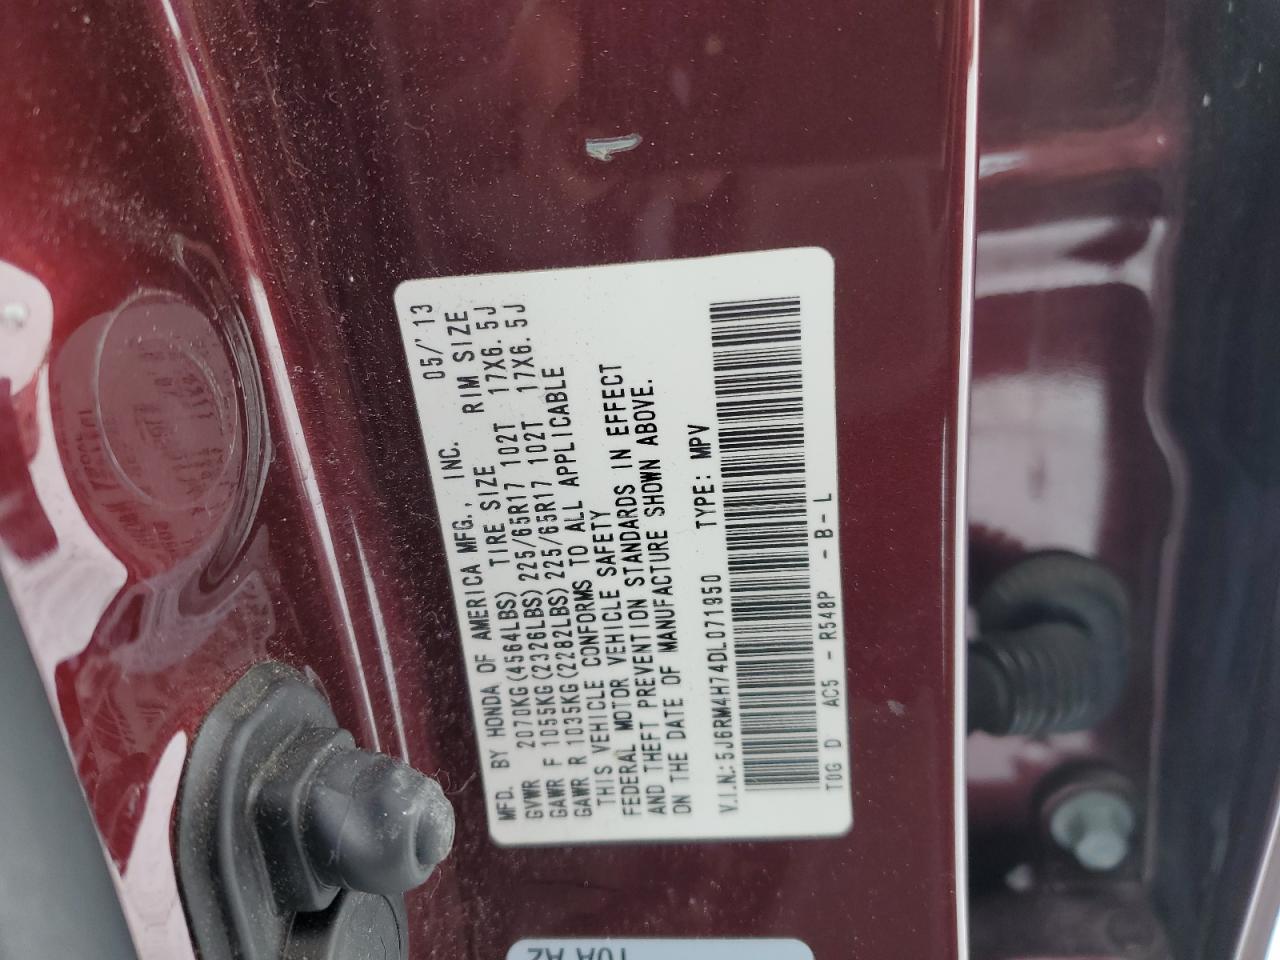 MFD. BY HONDA OF AMERICA MFG., INC. 05/'13
GVWR 2070KG(4564LBS) TIRE SIZE RIM SIZE
GAWR F 1055KG(2326LBS) 225/65R17 102T 17X6.5J
GAWR R 1035KG(2282LBS) 225/65R17 102T 17X6.5J
THIS VEHICLE CONFORMS TO ALL APPLICABLE
FEDERAL MOTOR VEHICLE SAFETY
AND THEFT PREVENTION STANDARDS IN EFFECT
ON THE DATE OF MANUFACTURE SHOWN ABOVE.
V.I.N.: 5J6RM4H74DL071950 TYPE: MPV
T0G D AC5 - R548P - B - L